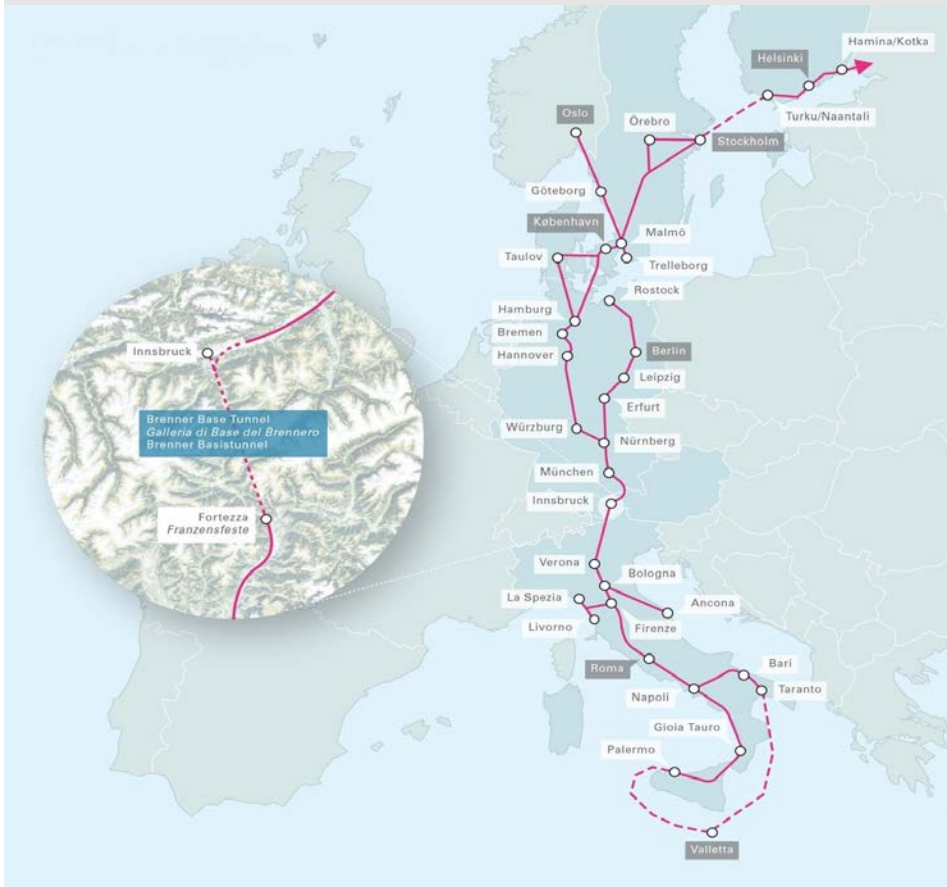 Hamina/Kotka
Helsinki
Turku/Naantali
Oslo
Örebro
Stockholm
Göteborg
København
Malmö
Taulov
Trelleborg
Rostock
Hamburg
Bremen
Hannover
Berlin
Leipzig
Erfurt
Würzburg
Nürnberg
München
Innsbruck
Verona
Bologna
La Spezia
Ancona
Livorno
Firenze
Roma
Bari
Napoli
Taranto
Gioia Tauro
Palermo
Valletta
Innsbruck
Brenner Base Tunnel
Galleria di Base del Brennero
Brenner Basistunnel
Fortezza
Franzensfeste